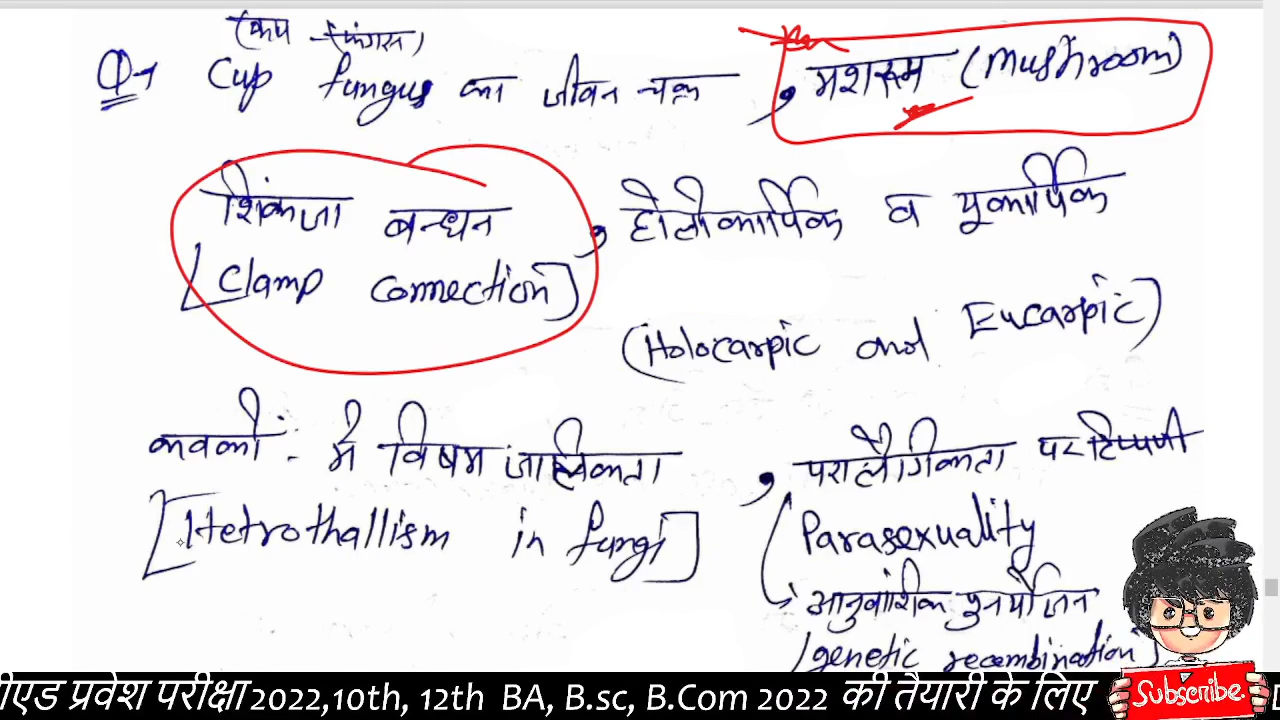 (कप फंगस)
Q→ Cup fungus का जीवन चक्र, मशरूम (Mushroom)
शिकंजा बन्धन, होलोकार्पिक व यूकार्पिक
[Clamp connection]
(Holocarpic and Eucarpic)
कवकों में विषम जालिकता, परालैंगिकता पर टिप्पणी
[Hetrothallism in fungi]
Parasexuality
आनुवांशिक पुनर्योजन
[genetic recombination]
पीएड प्रवेश परीक्षा 2022,10th, 12th BA, B.sc, B.Com 2022 की तैयारी के लिए
Subscribe